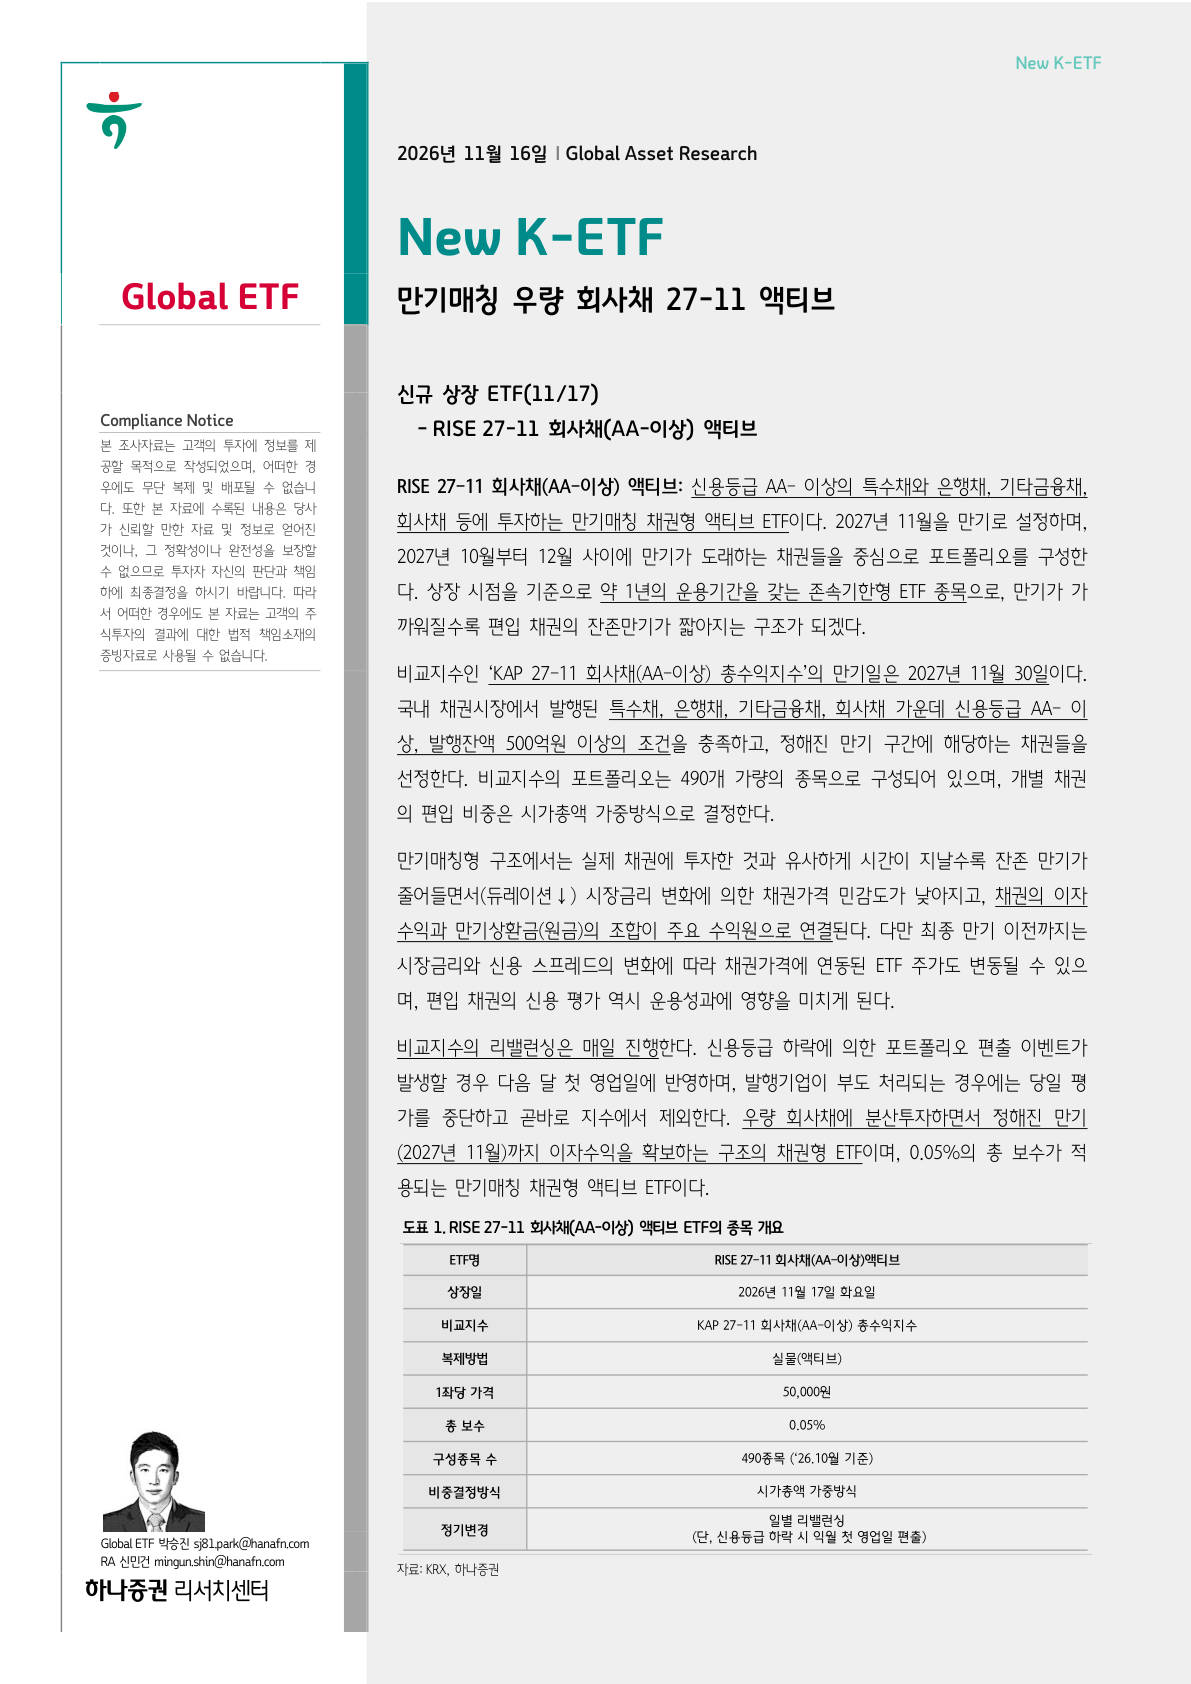 New K-ETF
2026년 11월 16일 | Global Asset Research
New K-ETF
만기매칭 우량 회사채 27-11 액티브
Global ETF
Compliance Notice
본 조사자료는 고객의 투자에 정보를 제
공할 목적으로 작성되었으며, 어떠한 경
우에도 무단 복제 및 배포될 수 없습니
다. 또한 본 자료에 수록된 내용은 당사
가 신뢰할 만한 자료 및 정보로 얻어진
것이나, 그 정확성이나 완전성을 보장할
수 없으므로 투자자 자신의 판단과 책임
하에 최종결정을 하시기 바랍니다. 따라
서 어떠한 경우에도 본 자료는 고객의 주
식투자의 결과에 대한 법적 책임소재의
증빙자료로 사용될 수 없습니다.
신규 상장 ETF(11/17)
- RISE 27-11 회사채(AA-이상) 액티브
RISE 27-11 회사채(AA-이상) 액티브: 신용등급 AA- 이상의 특수채와 은행채, 기타금융채,
회사채 등에 투자하는 만기매칭 채권형 액티브 ETF이다. 2027년 11월을 만기로 설정하며,
2027년 10월부터 12월 사이에 만기가 도래하는 채권들을 중심으로 포트폴리오를 구성한
다. 상장 시점을 기준으로 약 1년의 운용기간을 갖는 존속기한형 ETF 종목으로, 만기가 가
까워질수록 편입 채권의 잔존만기가 짧아지는 구조가 되겠다.
비교지수인 ‘KAP 27-11 회사채(AA-이상) 총수익지수’의 만기일은 2027년 11월 30일이다.
국내 채권시장에서 발행된 특수채, 은행채, 기타금융채, 회사채 가운데 신용등급 AA- 이
상, 발행잔액 500억원 이상의 조건을 충족하고, 정해진 만기 구간에 해당하는 채권들을
선정한다. 비교지수의 포트폴리오는 490개 가량의 종목으로 구성되어 있으며, 개별 채권
의 편입 비중은 시가총액 가중방식으로 결정한다.
만기매칭형 구조에서는 실제 채권에 투자한 것과 유사하게 시간이 지날수록 잔존 만기가
줄어들면서(듀레이션↓) 시장금리 변화에 의한 채권가격 민감도가 낮아지고, 채권의 이자
수익과 만기상환금(원금)의 조합이 주요 수익원으로 연결된다. 다만 최종 만기 이전까지는
시장금리와 신용 스프레드의 변화에 따라 채권가격에 연동된 ETF 주가도 변동될 수 있으
며, 편입 채권의 신용 평가 역시 운용성과에 영향을 미치게 된다.
비교지수의 리밸런싱은 매일 진행한다. 신용등급 하락에 의한 포트폴리오 편출 이벤트가
발생할 경우 다음 달 첫 영업일에 반영하며, 발행기업이 부도 처리되는 경우에는 당일 평
가를 중단하고 곧바로 지수에서 제외한다. 우량 회사채에 분산투자하면서 정해진 만기
(2027년 11월)까지 이자수익을 확보하는 구조의 채권형 ETF이며, 0.05%의 총 보수가 적
용되는 만기매칭 채권형 액티브 ETF이다.
도표 1. RISE 27-11 회사채(AA-이상) 액티브 ETF의 종목 개요
ETF명 RISE 27-11 회사채(AA-이상)액티브
상장일 2026년 11월 17일 화요일
비교지수 KAP 27-11 회사채(AA-이상) 총수익지수
복제방법 실물(액티브)
1좌당 가격 50,000원
총 보수 0.05%
구성종목 수 490종목 (‘26.10월 기준)
비중결정방식 시가총액 가중방식
정기변경 일별 리밸런싱
(단, 신용등급 하락 시 익월 첫 영업일 편출)
자료: KRX, 하나증권
Global ETF 박승진 sj81.park@hanafn.com
RA 신민건 mingun.shin@hanafn.com
하나증권 리서치센터